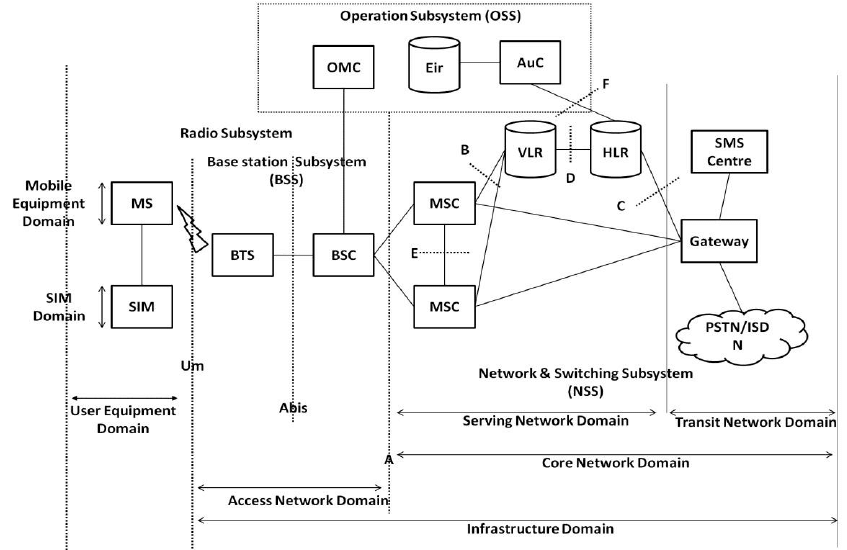 Operation Subsystem (OSS)
OMC
Eir
AuC
F
Radio Subsystem
Base station Subsystem
(BSS)
B
VLR
D
HLR
SMS
Centre
Mobile
Equipment
Domain
MS
MSC
C
BTS
BSC
E
Gateway
SIM
Domain
SIM
MSC
PSTN/ISD
N
Um
Network & Switching Subsystem
(NSS)
User Equipment
Domain
Abis
Serving Network Domain
Transit Network Domain
A
Core Network Domain
Access Network Domain
Infrastructure Domain